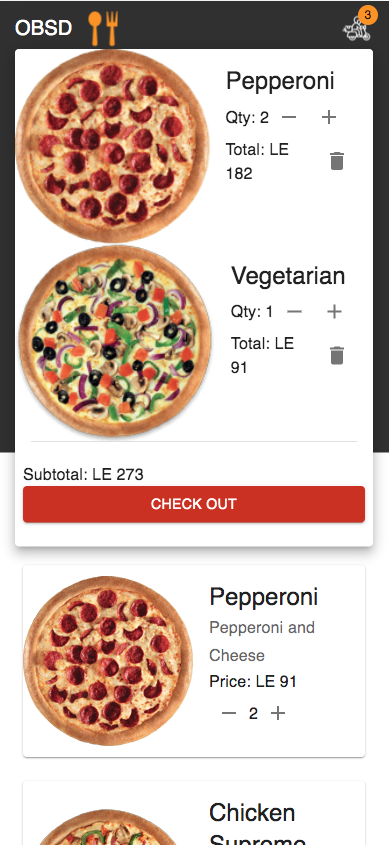 OBSD
3
Pepperoni
Qty: 2
Total: LE
182
Vegetarian
Qty: 1
Total: LE
91
Subtotal: LE 273
CHECK OUT
Pepperoni
Pepperoni and
Cheese
Price: LE 91
2
Chicken
Supreme